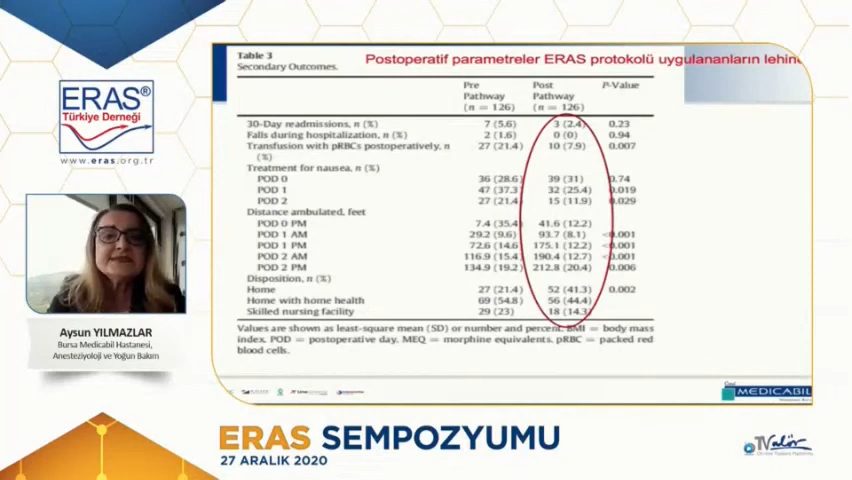 Table 3
Secondary Outcomes.
Postoperatif parametreler ERAS protokolü uygulananların lehin
Pre Pathway (n = 126) Post Pathway (n = 126) P-Value
30-Day readmissions, n (%) 7 (5.6) 3 (2.4) 0.23
Falls during hospitalization, n (%) 2 (1.6) 0 (0) 0.94
Transfusion with pRBCs postoperatively, n (%) 27 (21.4) 10 (7.9) 0.007
Treatment for nausea, n (%)
POD 0 36 (28.6) 39 (31) 0.74
POD 1 47 (37.3) 32 (25.4) 0.019
POD 2 27 (21.4) 15 (11.9) 0.029
Distance ambulated, feet
POD 0 PM 7.4 (35.4) 41.6 (12.2)
POD 1 AM 29.2 (9.6) 93.7 (8.1) <0.001
POD 1 PM 72.6 (14.6) 175.1 (12.2) <0.001
POD 2 AM 116.9 (15.4) 190.4 (12.7) <0.001
POD 2 PM 134.9 (19.2) 212.8 (20.4) 0.006
Disposition, n (%)
Home 27 (21.4) 52 (41.3) 0.002
Home with home health 69 (54.8) 56 (44.4)
Skilled nursing facility 29 (23) 18 (14.3)
Values are shown as least-square mean (SD) or number and percent. BMI = body mass
index. POD = postoperative day. MEQ = morphine equivalents. pRBC = packed red
blood cells.
ERAS®
Türkiye Derneği
www.eras.org.tr
Aysun YILMAZLAR
Bursa Medicabil Hastanesi,
Anesteziyoloji ve Yoğun Bakım
Özel
MEDICABIL
ERAS SEMPOZYUMU
27 ARALIK 2020
TValör